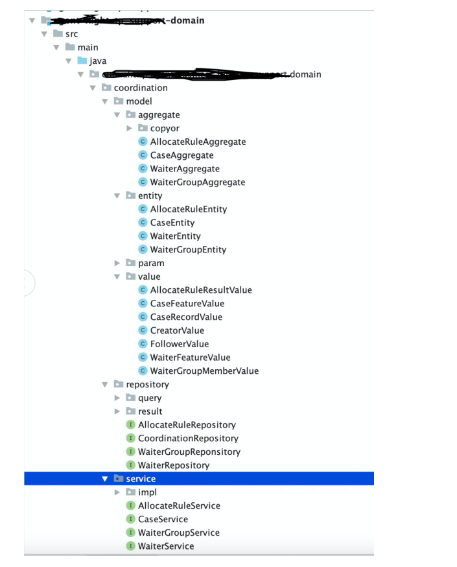 t-domain
src
main
java
domain
coordination
model
aggregate
copyor
AllocateRuleAggregate
CaseAggregate
WaiterAggregate
WaiterGroupAggregate
entity
AllocateRuleEntity
CaseEntity
WaiterEntity
WaiterGroupEntity
param
value
AllocateRuleResultValue
CaseFeatureValue
CaseRecordValue
CreatorValue
FollowerValue
WaiterFeatureValue
WaiterGroupMemberValue
repository
query
result
AllocateRuleRepository
CoordinationRepository
WaiterGroupReponsitory
WaiterRepository
service
impl
AllocateRuleService
CaseService
WaiterGroupService
WaiterService